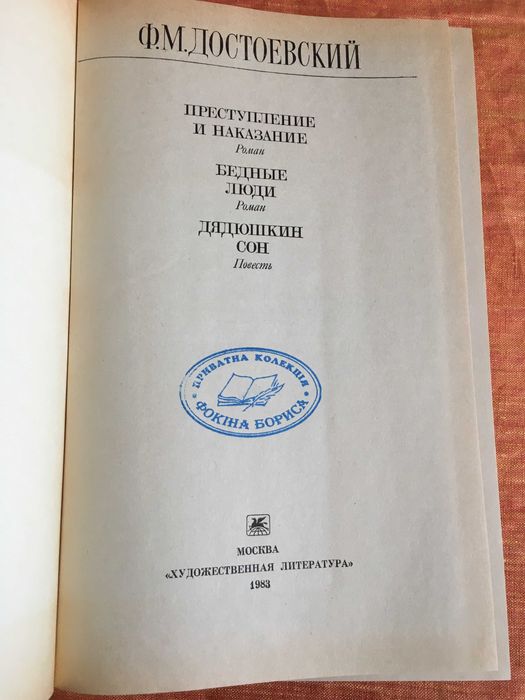 Ф.М.ДОСТОЕВСКИЙ
ПРЕСТУПЛЕНИЕ
И НАКАЗАНИЕ
Роман
БЕДНЫЕ
ЛЮДИ
Роман
ДЯДЮШКИН
СОН
Повесть
• ПРИВАТНА КОЛЕКЦІЯ •
ФОКІНА БОРИСА
МОСКВА
«ХУДОЖЕСТВЕННАЯ ЛИТЕРАТУРА»
1983